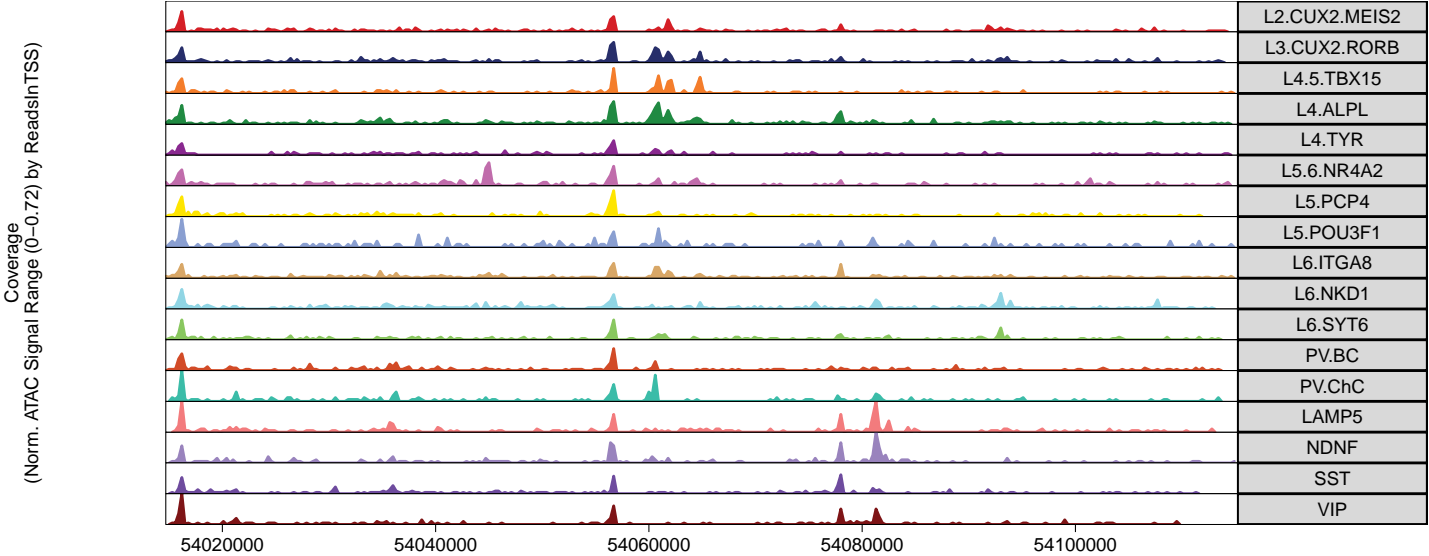 Coverage
(Norm. ATAC Signal Range (0−0.72) by ReadsInTSS)
L2.CUX2.MEIS2
L3.CUX2.RORB
L4.5.TBX15
L4.ALPL
L4.TYR
L5.6.NR4A2
L5.PCP4
L5.POU3F1
L6.ITGA8
L6.NKD1
L6.SYT6
PV.BC
PV.ChC
LAMP5
NDNF
SST
VIP
54020000 54040000 54060000 54080000 54100000